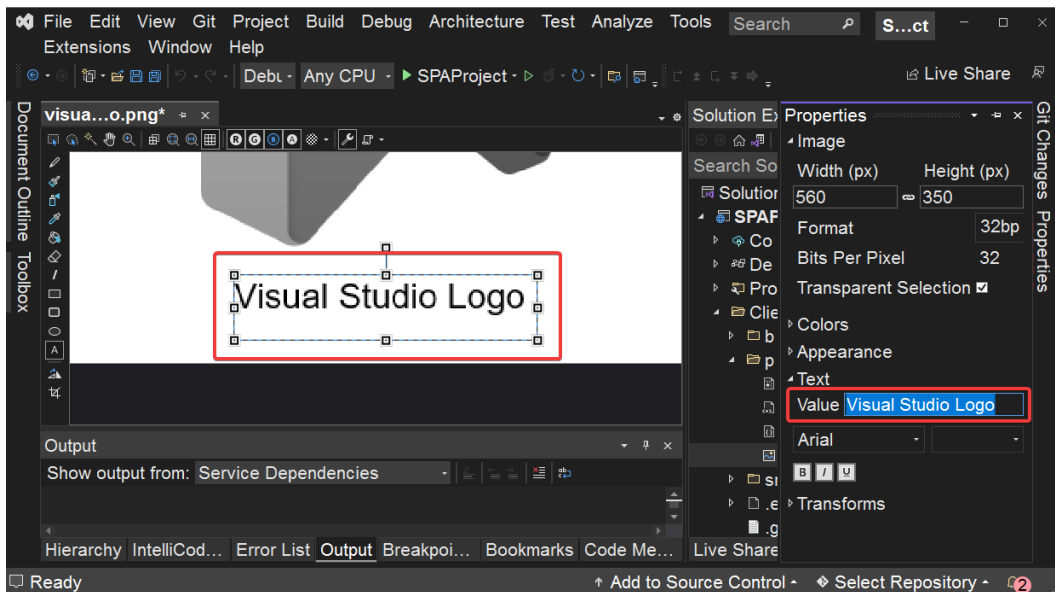 File Edit View Git Project Build Debug Architecture Test Analyze Tools Search S...ct
Extensions Window Help
Debu Any CPU SPAProject Live Share
Document Outline
Toolbox
visua...o.png*
R G B A
A
Visual Studio Logo
Output
Show output from: Service Dependencies
Hierarchy IntelliCod... Error List Output Breakpoi... Bookmarks Code Me...
Solution Ex
Search So
Solution
SPAF
Co
De
Pro
Clie
b
p
sr
.e
.g
Live Share
Properties
Image
Width (px) Height (px)
560 350
Format 32bp
Bits Per Pixel 32
Transparent Selection
Colors
Appearance
Text
Value Visual Studio Logo
Arial
B I U
Transforms
Git Changes
Properties
Ready Add to Source Control Select Repository 2